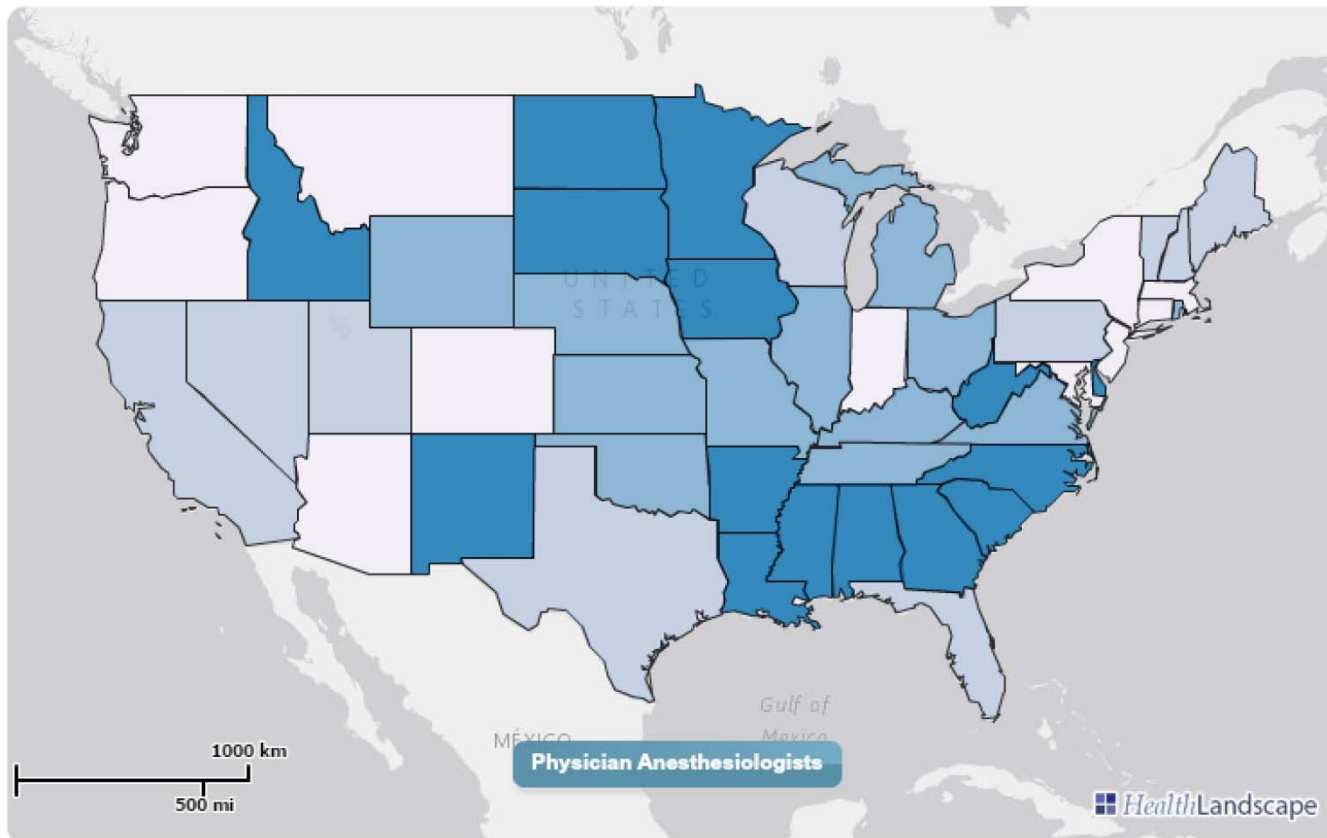 UNITED
STATES
Gulf of
Mexico
MÉXICO
Physician Anesthesiologists
1000 km
500 mi
HealthLandscape